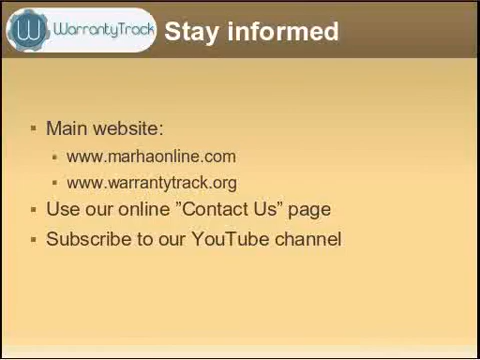 WarrantyTrack
Stay informed
Main website:
www.marhaonline.com
www.warrantytrack.org
Use our online ”Contact Us” page
Subscribe to our YouTube channel